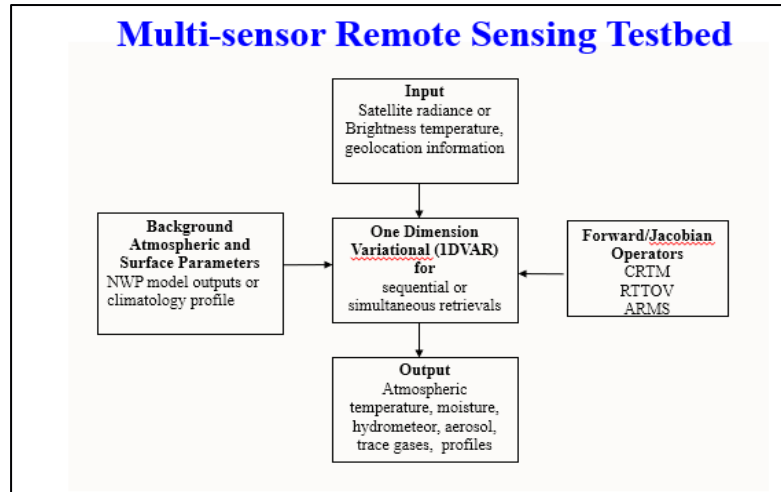 Multi-sensor Remote Sensing Testbed
Input
Satellite radiance or
Brightness temperature,
geolocation information
Background
Atmospheric and
Surface Parameters
NWP model outputs or
climatology profile
One Dimension
Variational (1DVAR)
for
sequential or
simultaneous retrievals
Forward/Jacobian
Operators
CRTM
RTTOV
ARMS
Output
Atmospheric
temperature, moisture,
hydrometeor, aerosol,
trace gases, profiles